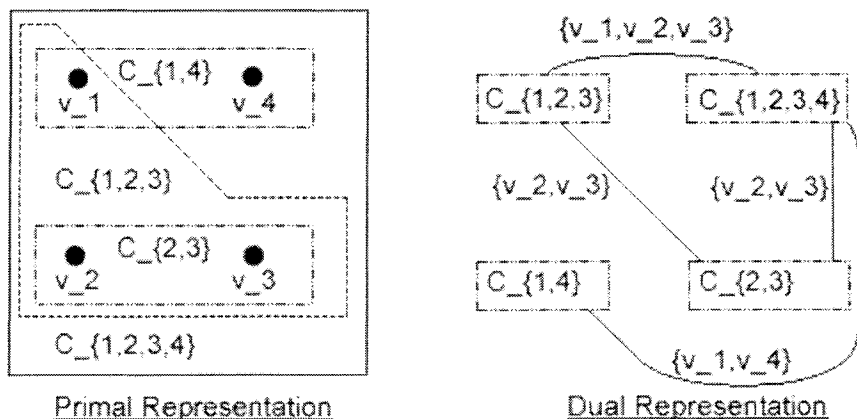 C_{1,4}
v_1
v_4
C_{1,2,3}
C_{2,3}
v_2
v_3
C_{1,2,3,4}
Primal Representation
{v_1,v_2,v_3}
C_{1,2,3}
C_{1,2,3,4}
{v_2,v_3}
{v_2,v_3}
C_{1,4}
C_{2,3}
{v_1,v_4}
Dual Representation